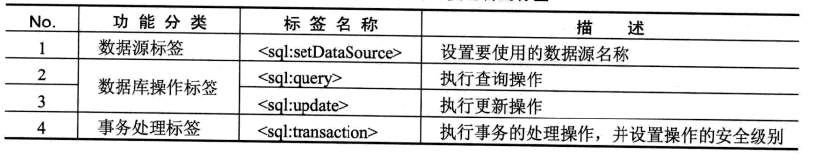 No. 功能分类 标签名称 描述
1 数据源标签 <sql:setDataSource> 设置要使用的数据源名称
2 数据库操作标签 <sql:query> 执行查询操作
3 <sql:update> 执行更新操作
4 事务处理标签 <sql:transaction> 执行事务的处理操作，并设置操作的安全级别